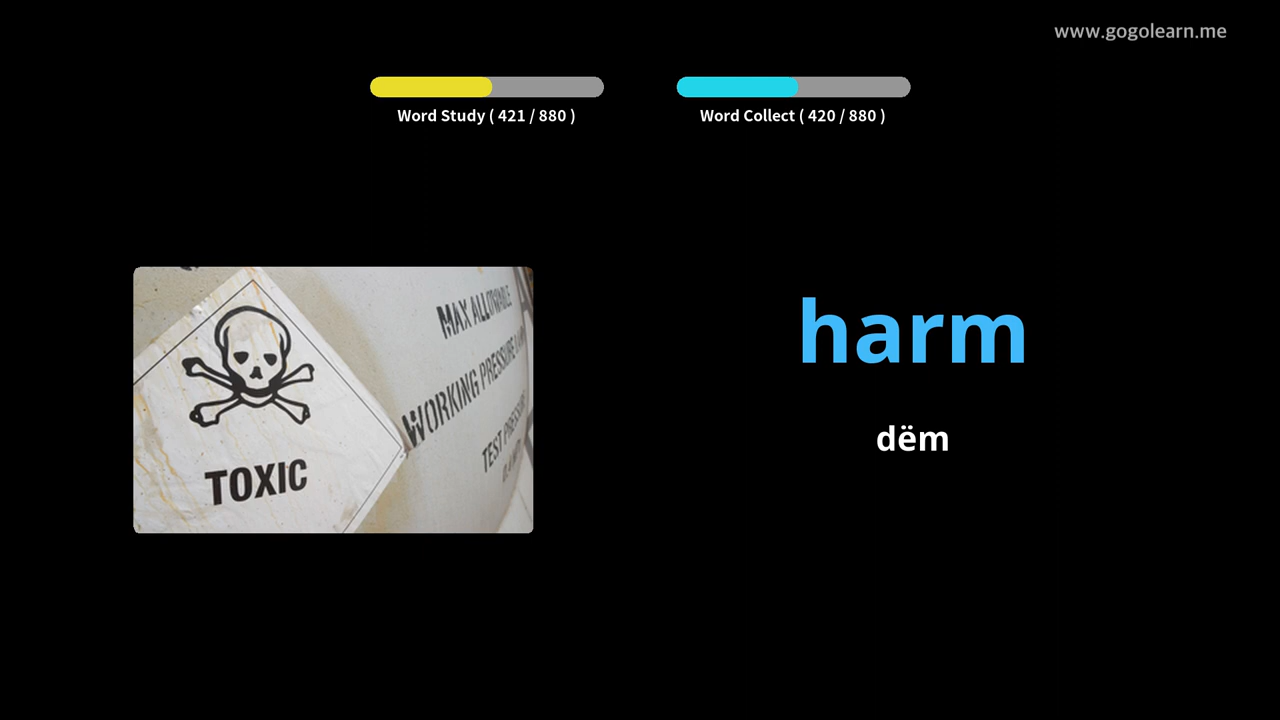 www.gogolearn.me
Word Study ( 421 / 880 )
Word Collect ( 420 / 880 )
MAX ALLOWABLE
WORKING PRESSURE
TEST PRESSURE
TOXIC
harm
dëm